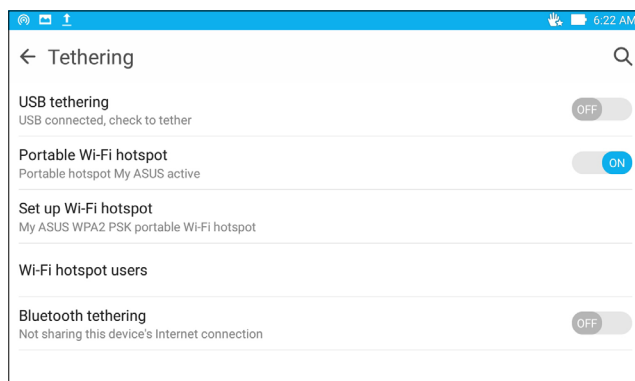 6:22 AM
Tethering
USB tethering
OFF
USB connected, check to tether
Portable Wi-Fi hotspot
ON
Portable hotspot My ASUS active
Set up Wi-Fi hotspot
My ASUS WPA2 PSK portable Wi-Fi hotspot
Wi-Fi hotspot users
Bluetooth tethering
OFF
Not sharing this device's Internet connection